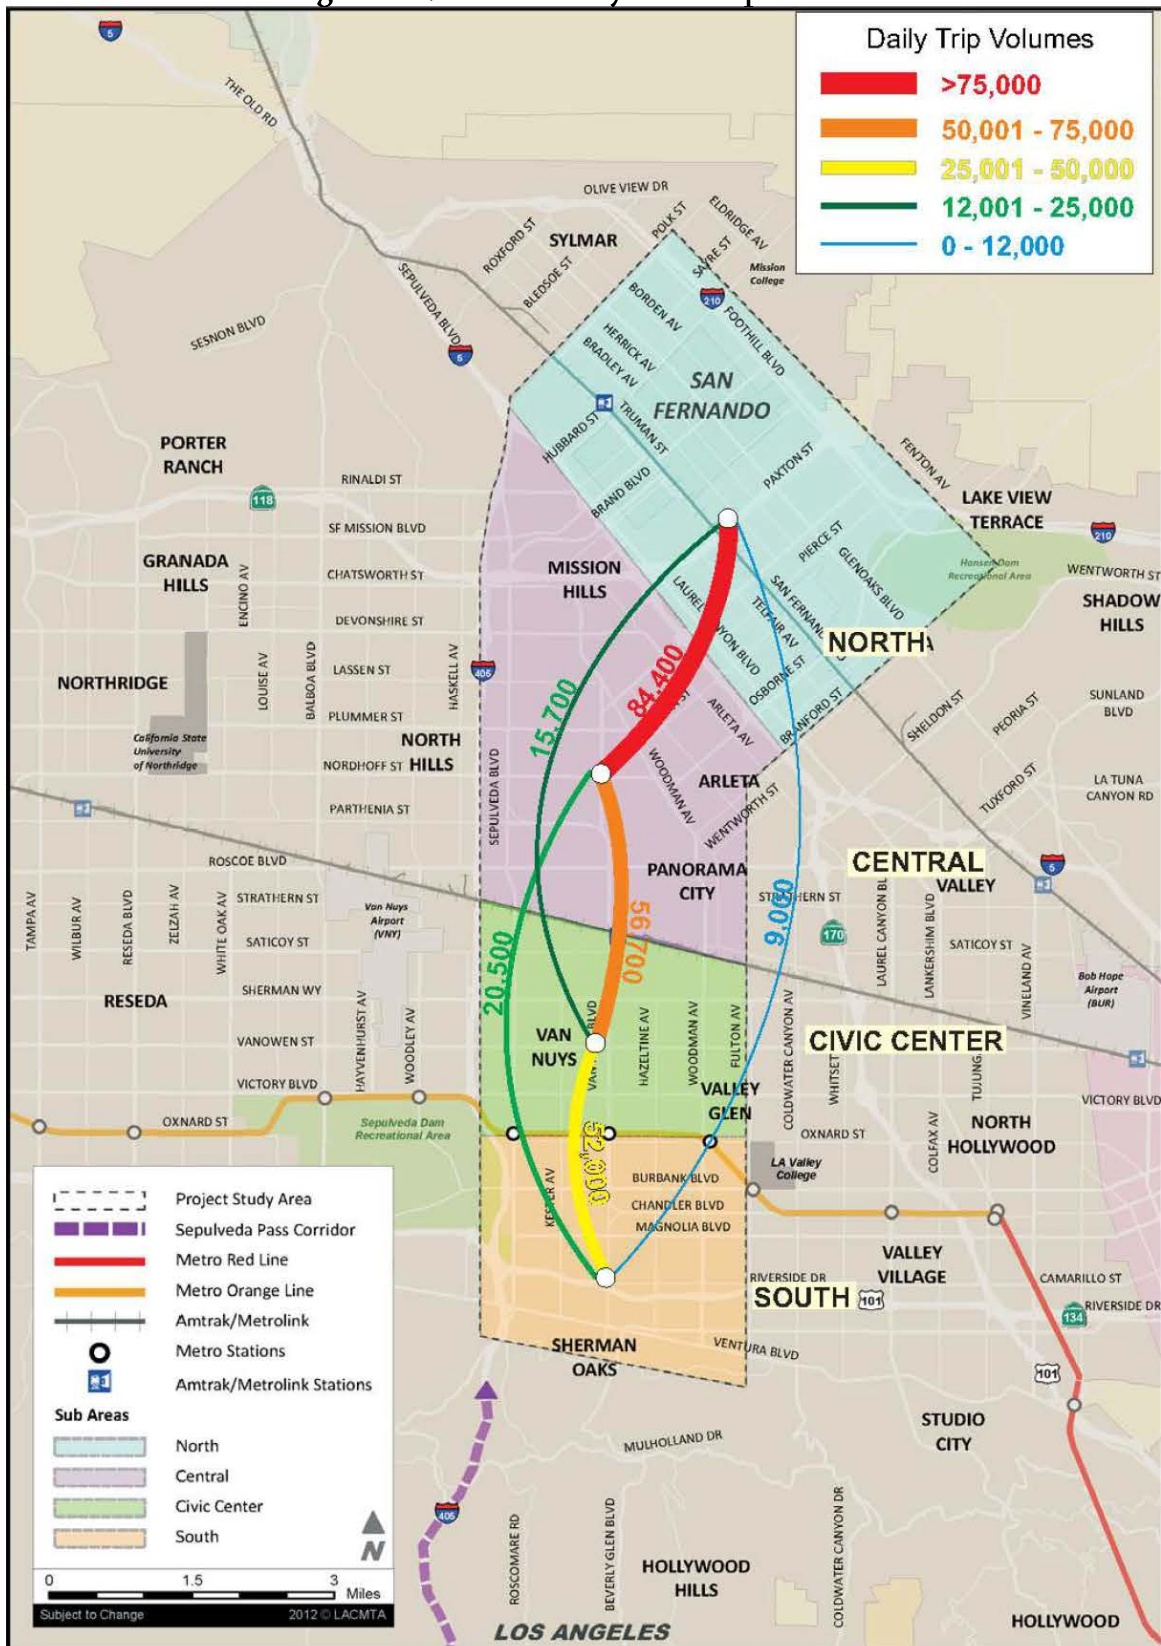 Daily Trip Volumes
>75,000
50,001 - 75,000
25,001 - 50,000
12,001 - 25,000
0 - 12,000
5
THE OLD RD
OLIVE VIEW DR
POLK ST
ELDRIDGE AV
ROXFORD ST
SYLMAR
SAYRE ST
BLEDSOE ST
Mission
College
SEPULVEDA BLVD
BORDEN AV
210
FOOTHILL BLVD
SESNON BLVD
5
HERRICK AV
BRADLEY AV
SAN
FERNANDO
TRUMAN ST
HUBBARD ST
PORTER
RANCH
FENTON AV
PAXTON ST
RINALDI ST
BRAND BLVD
118
LAKE VIEW
TERRACE
SF MISSION BLVD
210
PIERCE ST
GRANADA
HILLS
MISSION
HILLS
GLENOAKS BLVD
Hansen Dam
Recreational Area
CHATSWORTH ST
WENTWORTH ST
ENCINO AV
SHADOW
HILLS
DEVONSHIRE ST
TELFAIR AV
NORTH
LASSEN ST
405
84,400
OSBORNE ST
NORTHRIDGE
LOUISE AV
BALBOA BLVD
HASKELL AV
15,700
ARLETA AV
BRANFORD ST
SHELDON ST
PEORIA ST
SUNLAND
BLVD
PLUMMER ST
California State
University
of Northridge
NORTH
HILLS
NORDHOFF ST
SEPULVEDA BLVD
WOODMAN AV
ARLETA
TUXFORD ST
LA TUNA
CANYON RD
PARTHENIA ST
WENTWORTH ST
ROSCOE BLVD
PANORAMA
CITY
CENTRAL
VALLEY
5
TAMPA AV
WILBUR AV
RESEDA BLVD
ZELZAH AV
WHITE OAK AV
STRATHERN ST
Van Nuys
Airport
(VNY)
56,700
9,000
170
LANKERSHIM BLVD
SATICOY ST
SATICOY ST
VINELAND AV
20,500
Bob Hope
Airport
(BUR)
RESEDA
SHERMAN WY
HAYVENHURST AV
WOODLEY AV
VAN
NUYS
HAZELTINE AV
WOODMAN AV
FULTON AV
COLDWATER CANYON AV
CIVIC CENTER
VANOWEN ST
VICTORY BLVD
VALLEY
GLEN
VICTORY BLVD
OXNARD ST
Sepulveda Dam
Recreational Area
OXNARD ST
COLFAX AV
NORTH
HOLLYWOOD
52,000
LA Valley
College
KESTER AV
BURBANK BLVD
CHANDLER BLVD
MAGNOLIA BLVD
VALLEY
VILLAGE
CAMARILLO ST
RIVERSIDE DR
SOUTH
101
134
RIVERSIDE DR
SHERMAN
OAKS
VENTURA BLVD
101
STUDIO
CITY
MULHOLLAND DR
405
ROSCOMARE RD
BEVERLY GLEN BLVD
COLDWATER CANYON DR
HOLLYWOOD
HILLS
HOLLYWOOD
LOS ANGELES
Project Study Area
Sepulveda Pass Corridor
Metro Red Line
Metro Orange Line
Amtrak/Metrolink
Metro Stations
Amtrak/Metrolink Stations
Sub Areas
North
Central
Civic Center
South
N
0 1.5 3
Miles
Subject to Change 2012 © LACMTA